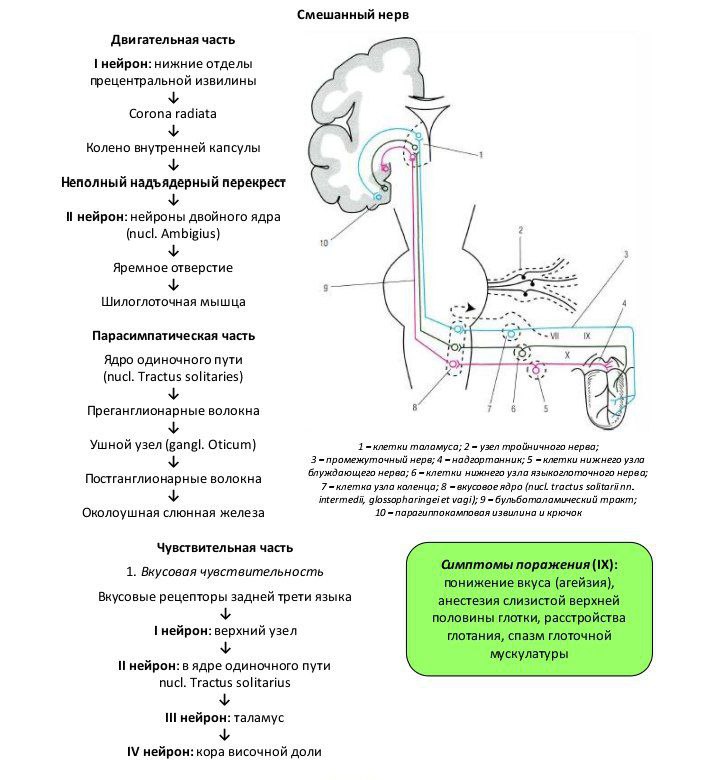 Смешанный нерв
Двигательная часть
I нейрон: нижние отделы
прецентральной извилины
↓
Corona radiata
↓
Колено внутренней капсулы
↓
Неполный надъядерный перекрест
↓
II нейрон: нейроны двойного ядра
(nucl. Ambigius)
↓
Яремное отверстие
↓
Шилоглоточная мышца
Парасимпатическая часть
Ядро одиночного пути
(nucl. Tractus solitaries)
↓
Преганглионарные волокна
↓
Ушной узел (gangl. Oticum)
↓
Постганглионарные волокна
↓
Околоушная слюнная железа
1
10
2
9
3
4
VII
IX
X
8
7
6
5
1 – клетки таламуса; 2 – узел тройничного нерва;
3 – промежуточный нерв; 4 – надгортанник; 5 – клетки нижнего узла
блуждающего нерва; 6 – клетки нижнего узла языкоглоточного нерва;
7 – клетка узла коленца; 8 – вкусовое ядро (nucl. tractus solitarii nn.
intermedii, glossopharingei et vagi); 9 – бульботаламический тракт;
10 – парагиппокамповая извилина и крючок
Чувствительная часть
1. Вкусовая чувствительность
Вкусовые рецепторы задней трети языка
↓
I нейрон: верхний узел
↓
II нейрон: в ядре одиночного пути
nucl. Tractus solitarius
↓
III нейрон: таламус
↓
IV нейрон: кора височной доли
Симптомы поражения (IX):
понижение вкуса (агейзия),
анестезия слизистой верхней
половины глотки, расстройства
глотания, спазм глоточной
мускулатуры